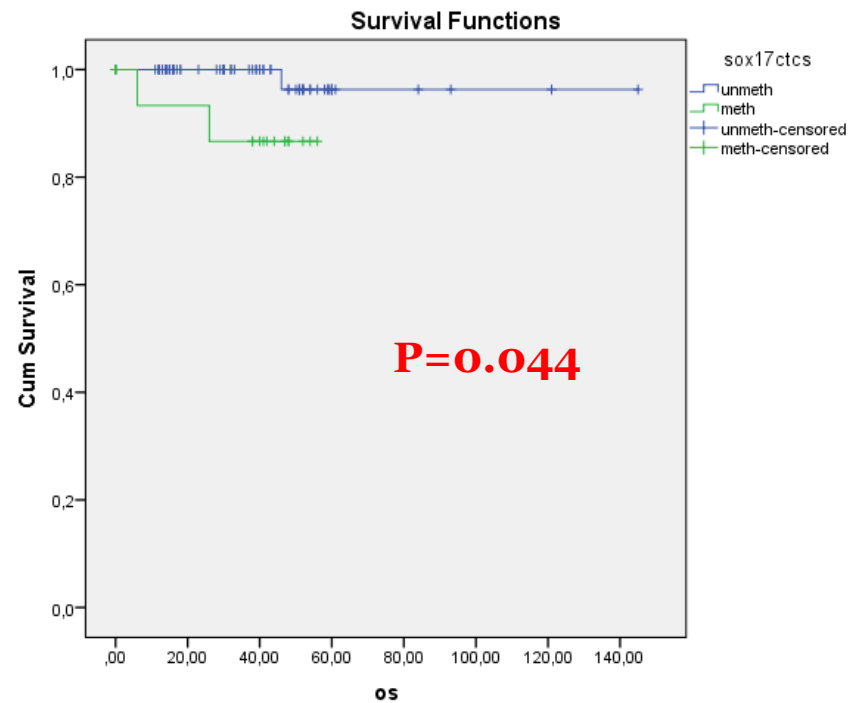 Survival Functions
sox17ctcs
unmeth
meth
unmeth-censored
meth-censored
1,0
0,8
0,6
0,4
0,2
0,0
Cum Survival
P=0.044
,00
20,00
40,00
60,00
80,00
100,00
120,00
140,00
os